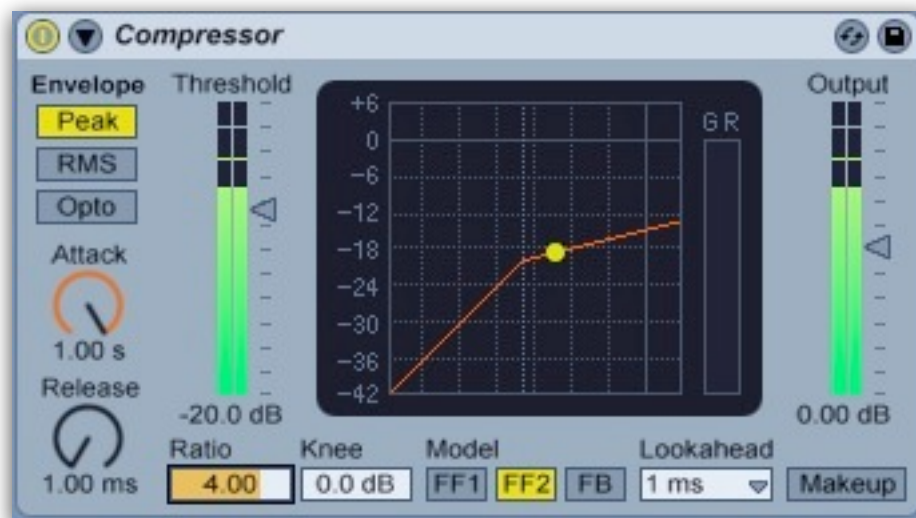 Compressor
Envelope
Peak
RMS
Opto
Attack
1.00 s
Release
1.00 ms
Threshold
-20.0 dB
+6
0
-6
-12
-18
-24
-30
-36
-42
GR
Output
0.00 dB
Ratio
4.00
Knee
0.0 dB
Model
FF1 FF2 FB
Lookahead
1 ms
Makeup